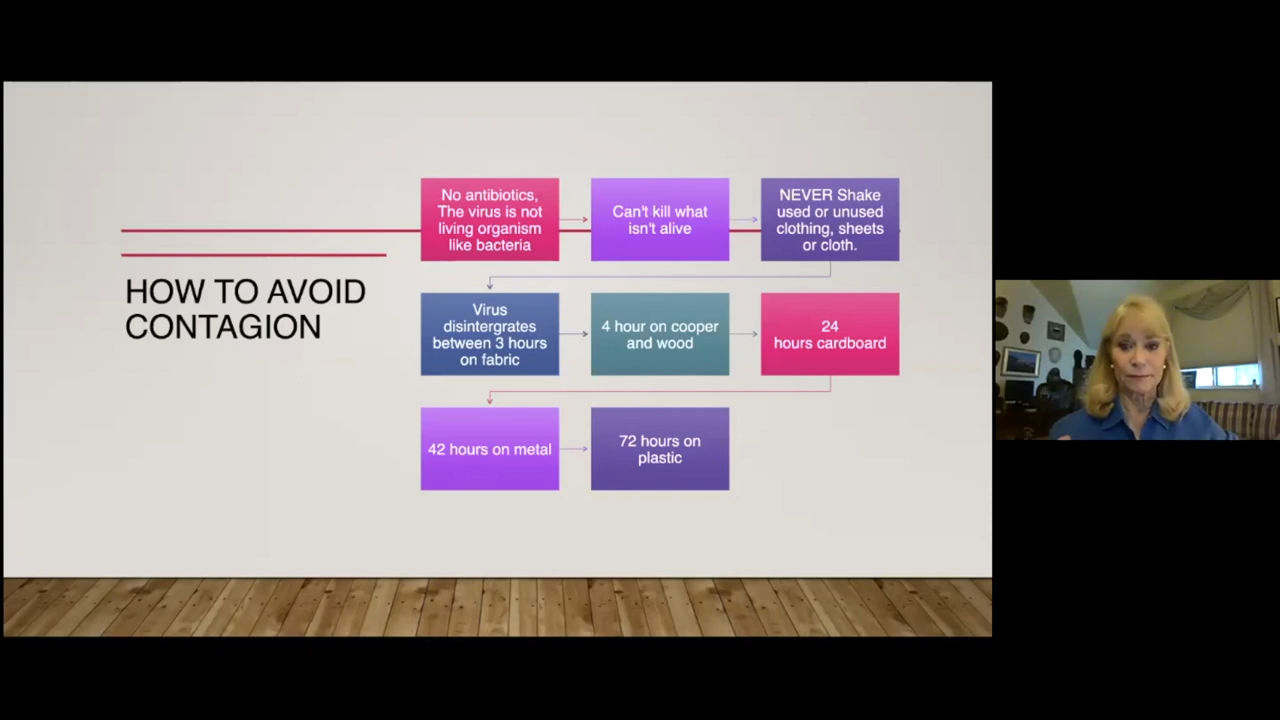 HOW TO AVOID
CONTAGION
No antibiotics,
The virus is not
living organism
like bacteria
Can't kill what
isn't alive
NEVER Shake
used or unused
clothing, sheets
or cloth.
Virus
disintergrates
between 3 hours
on fabric
4 hour on cooper
and wood
24
hours cardboard
42 hours on metal
72 hours on
plastic